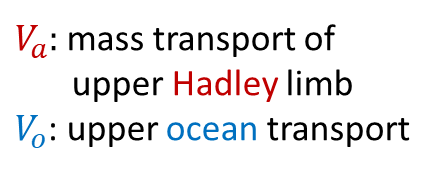 Va: mass transport of
upper Hadley limb
Vo: upper ocean transport